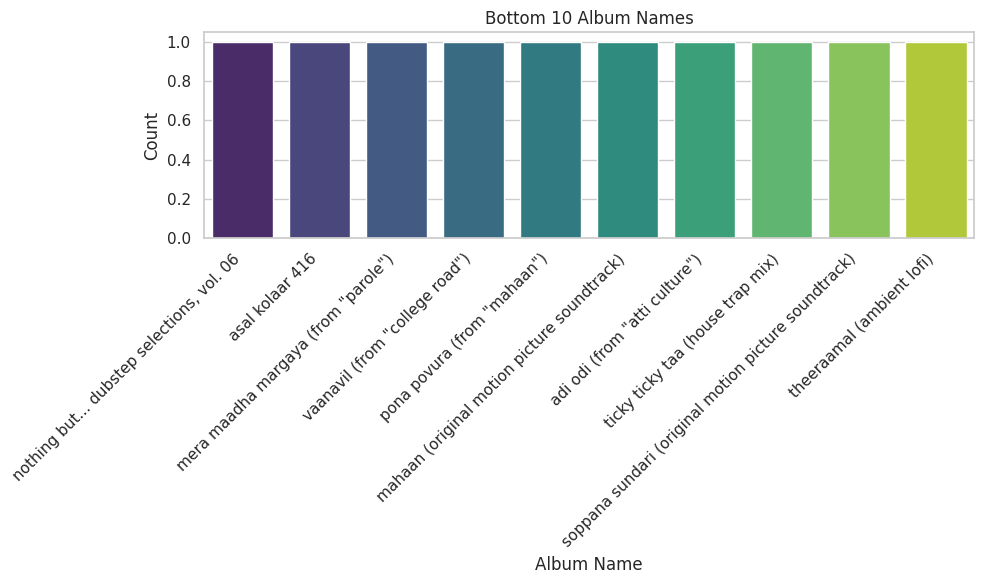 Bottom 10 Album Names
Count
1.0
0.8
0.6
0.4
0.2
0.0
nothing but... dubstep selections, vol. 06
asal kolaar 416
mera maadha margaya (from "parole")
vaanavil (from "college road")
pona povura (from "mahaan")
mahaan (original motion picture soundtrack)
adi odi (from "atti culture")
ticky ticky taa (house trap mix)
soppana sundari (original motion picture soundtrack)
theeraamal (ambient lofi)
Album Name